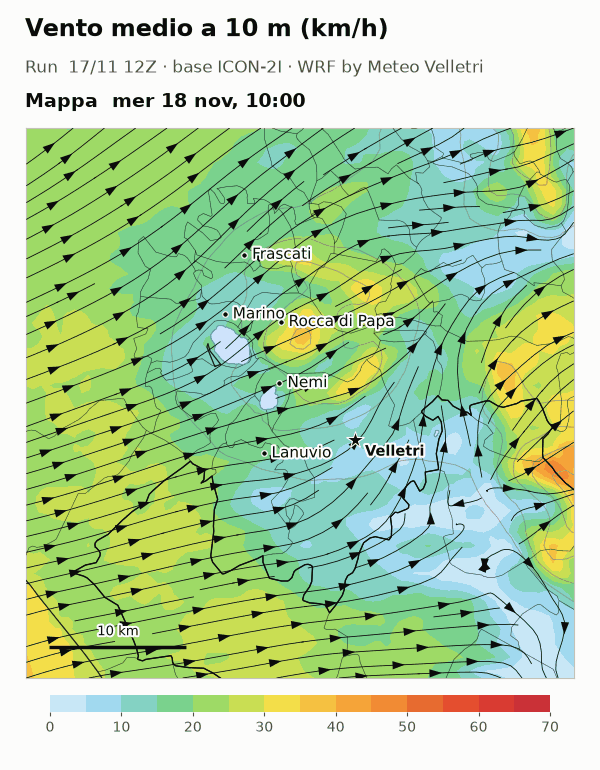 Vento medio a 10 m (km/h)
Run  17/11 12Z · base ICON-2I · WRF by Meteo Velletri
Mappa  mer 18 nov, 10:00
Frascati
Marino
Rocca di Papa
Nemi
Velletri
Lanuvio
10 km
0 10 20 30 40 50 60 70